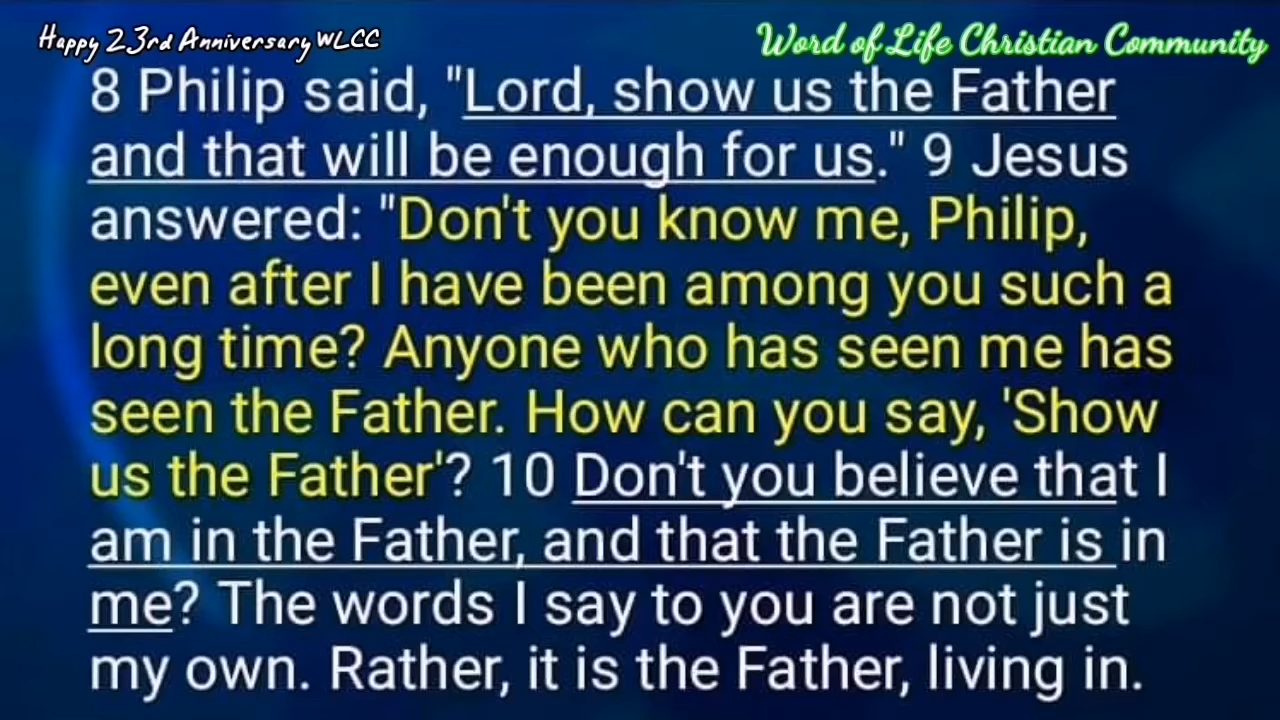 Happy 23rd Anniversary WLCC
Word of Life Christian Community
8 Philip said, "Lord, show us the Father
and that will be enough for us." 9 Jesus
answered: "Don't you know me, Philip,
even after I have been among you such a
long time? Anyone who has seen me has
seen the Father. How can you say, 'Show
us the Father'? 10 Don't you believe that I
am in the Father, and that the Father is in
me? The words I say to you are not just
my own. Rather, it is the Father, living in.